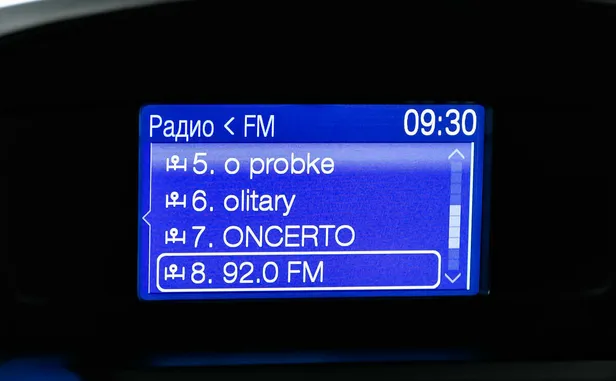 Радио < FM 09:30
5. o probke
6. olitary
7. ONCERTO
8. 92.0 FM